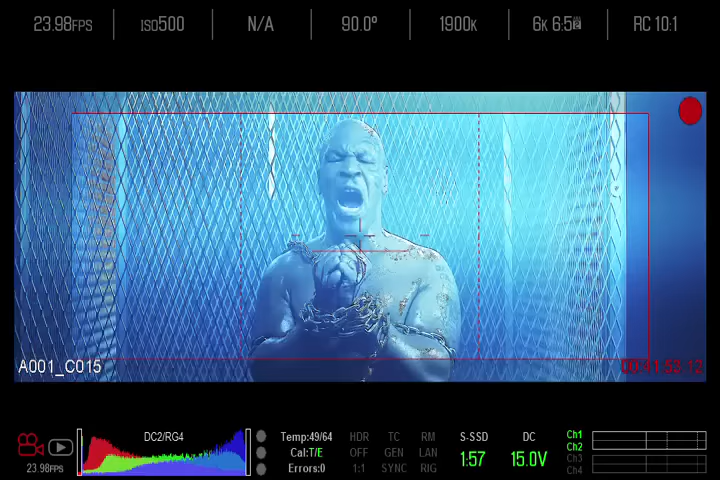 23.98FPS ISO500 N/A 90.0º 1900K 6K 6:5 RC 10:1
A001_C015 00:41:53:12
DC2/RG4 Temp:49/64 HDR TC RM S-SSD DC Ch1
Cal:T/E OFF GEN LAN 1:57 15.0V Ch2
Ch3
23.98FPS Errors:0 1:1 SYNC RIG Ch4